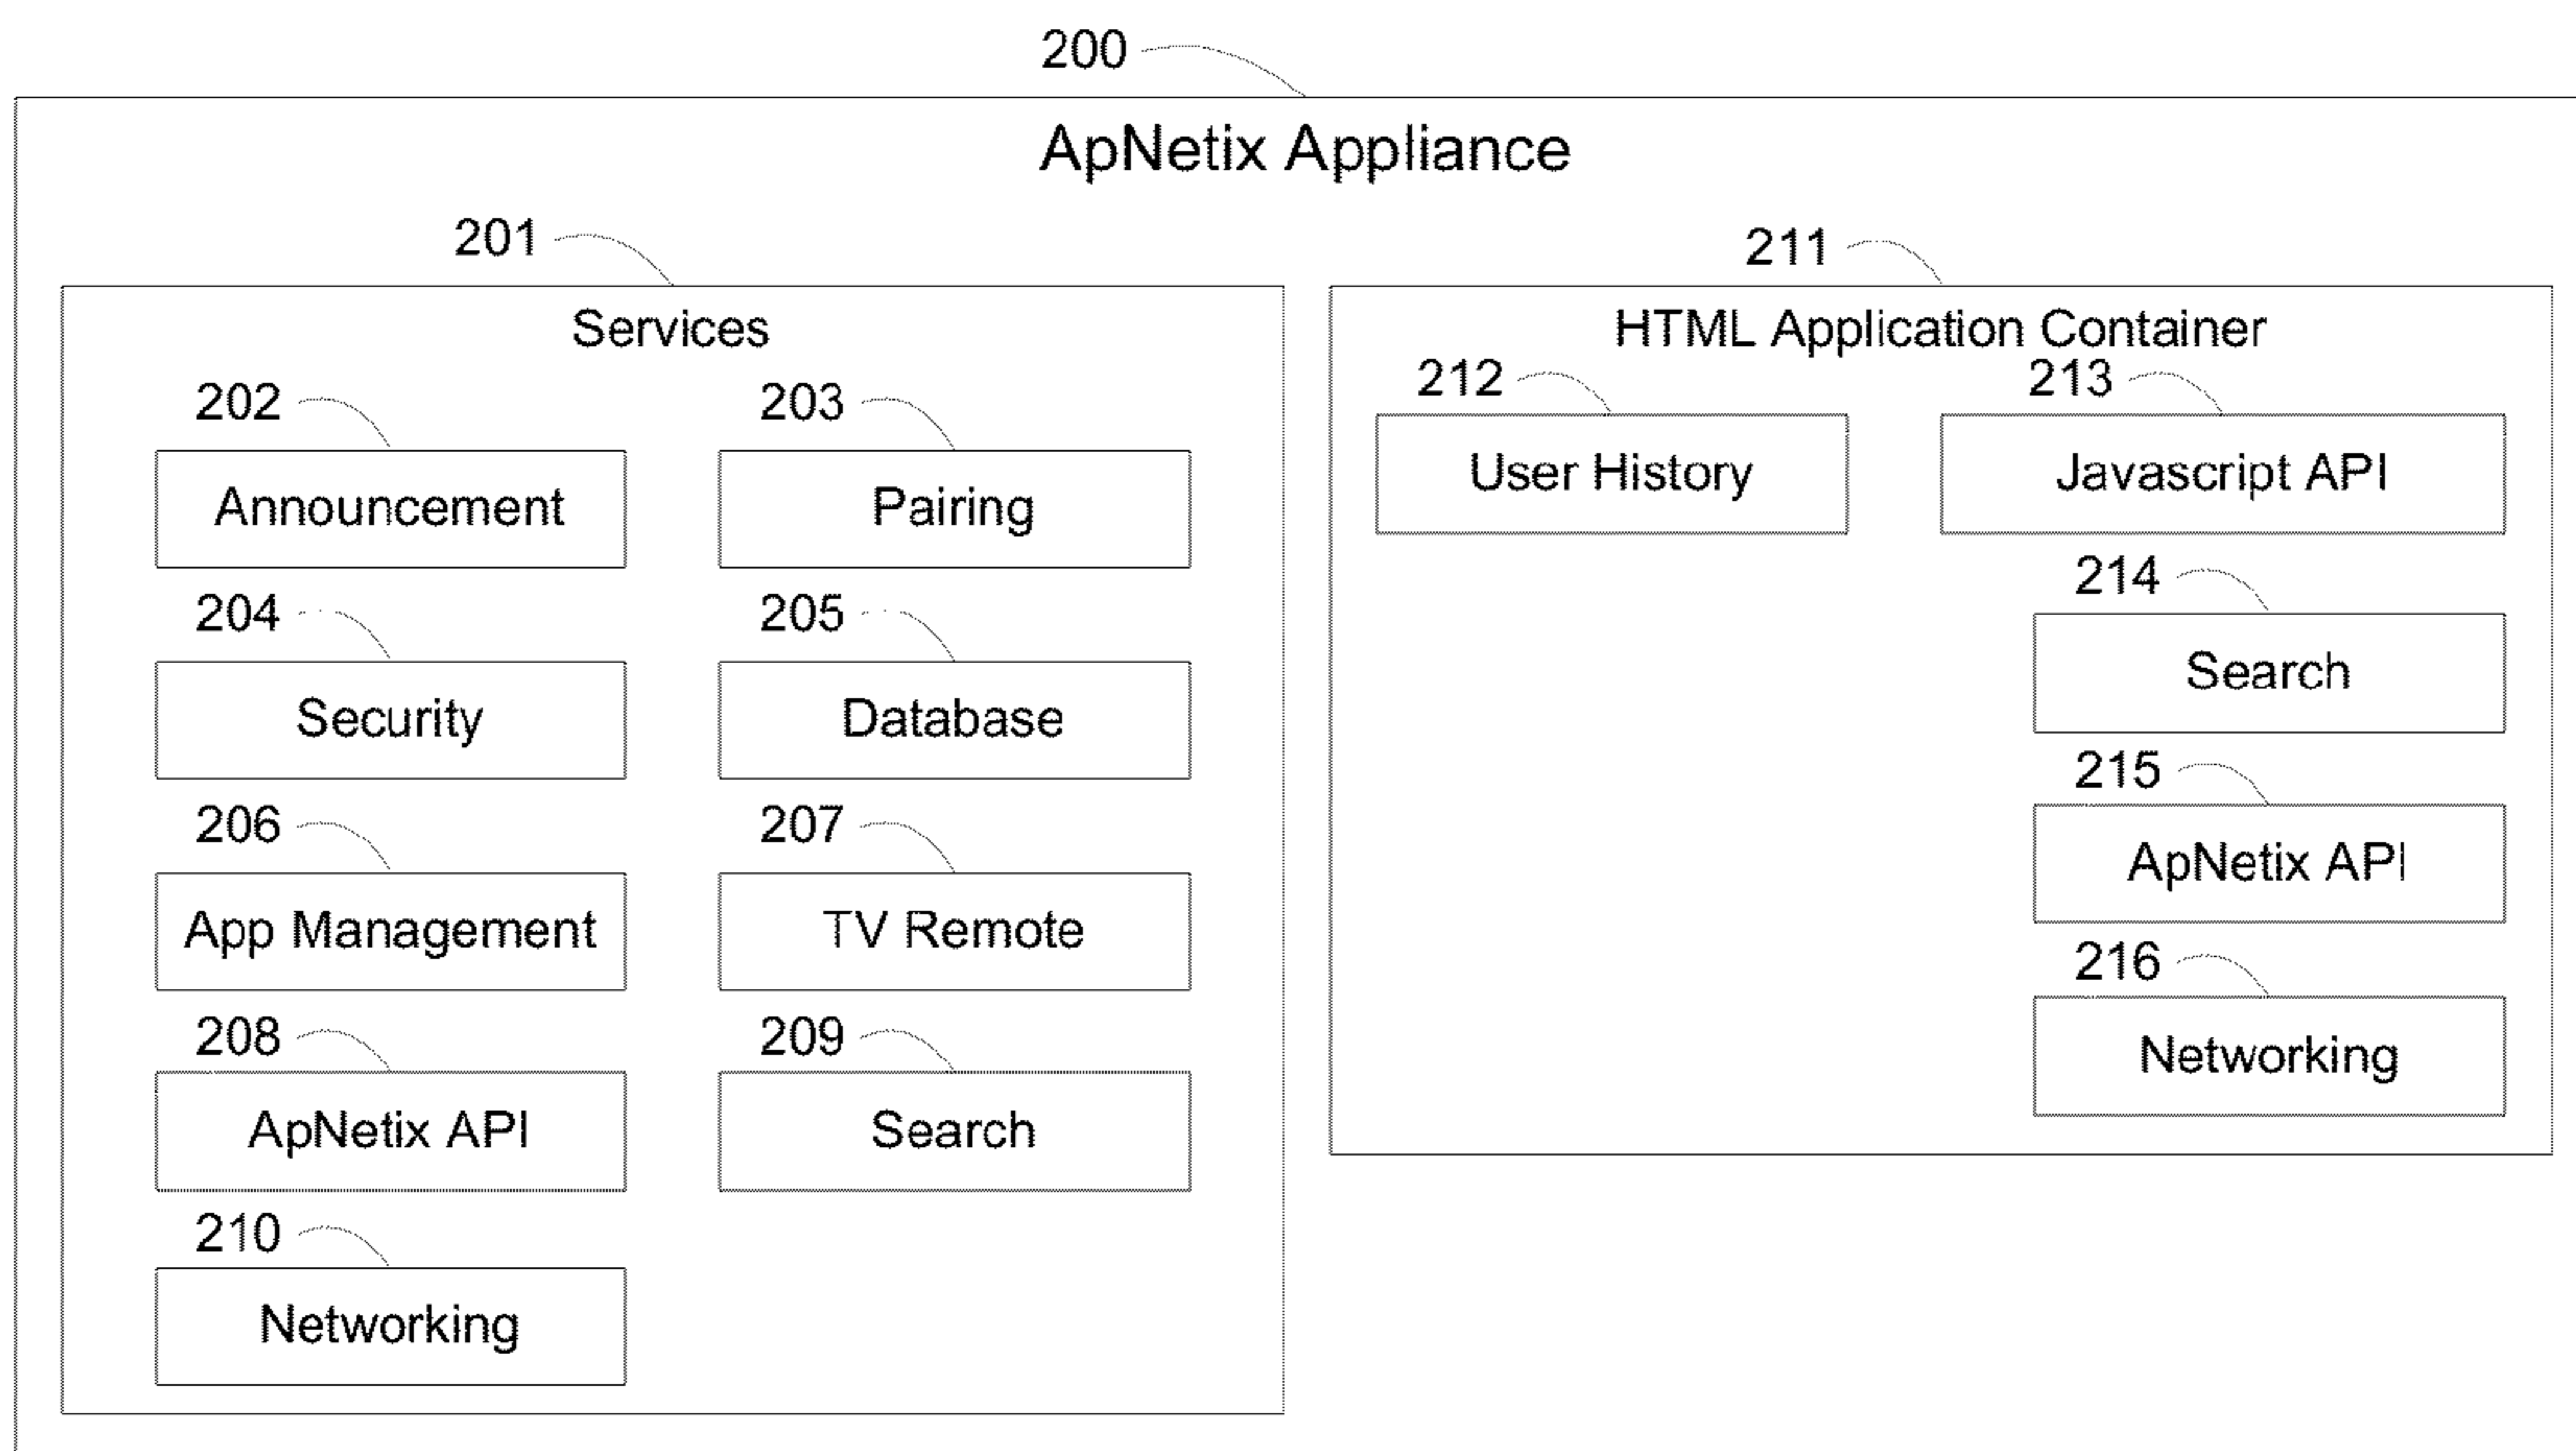 200
ApNetix Appliance
201
Services
202
203
Announcement
Pairing
204
205
Security
Database
206
207
App Management
TV Remote
208
209
ApNetix API
Search
210
Networking
211
HTML Application Container
212
213
User History
Javascript API
214
Search
215
ApNetix API
216
Networking